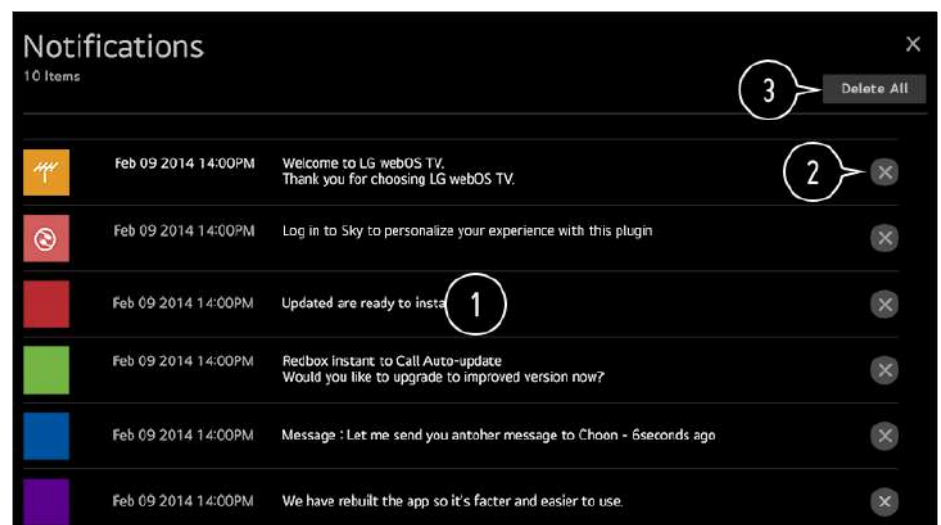 Notifications
10 Items
3
Delete All
Feb 09 2014 14:00PM
Welcome to LG webOS TV.
Thank you for choosing LG webOS TV.
2
Feb 09 2014 14:00PM
Log in to Sky to personalize your experience with this plugin
Feb 09 2014 14:00PM
Updated are ready to insta
1
Feb 09 2014 14:00PM
Redbox instant to Call Auto-update
Would you like to upgrade to improved version now?
Feb 09 2014 14:00PM
Message : Let me send you antoher message to Choon - 6seconds ago
Feb 09 2014 14:00PM
We have rebuilt the app so it's facter and easier to use.